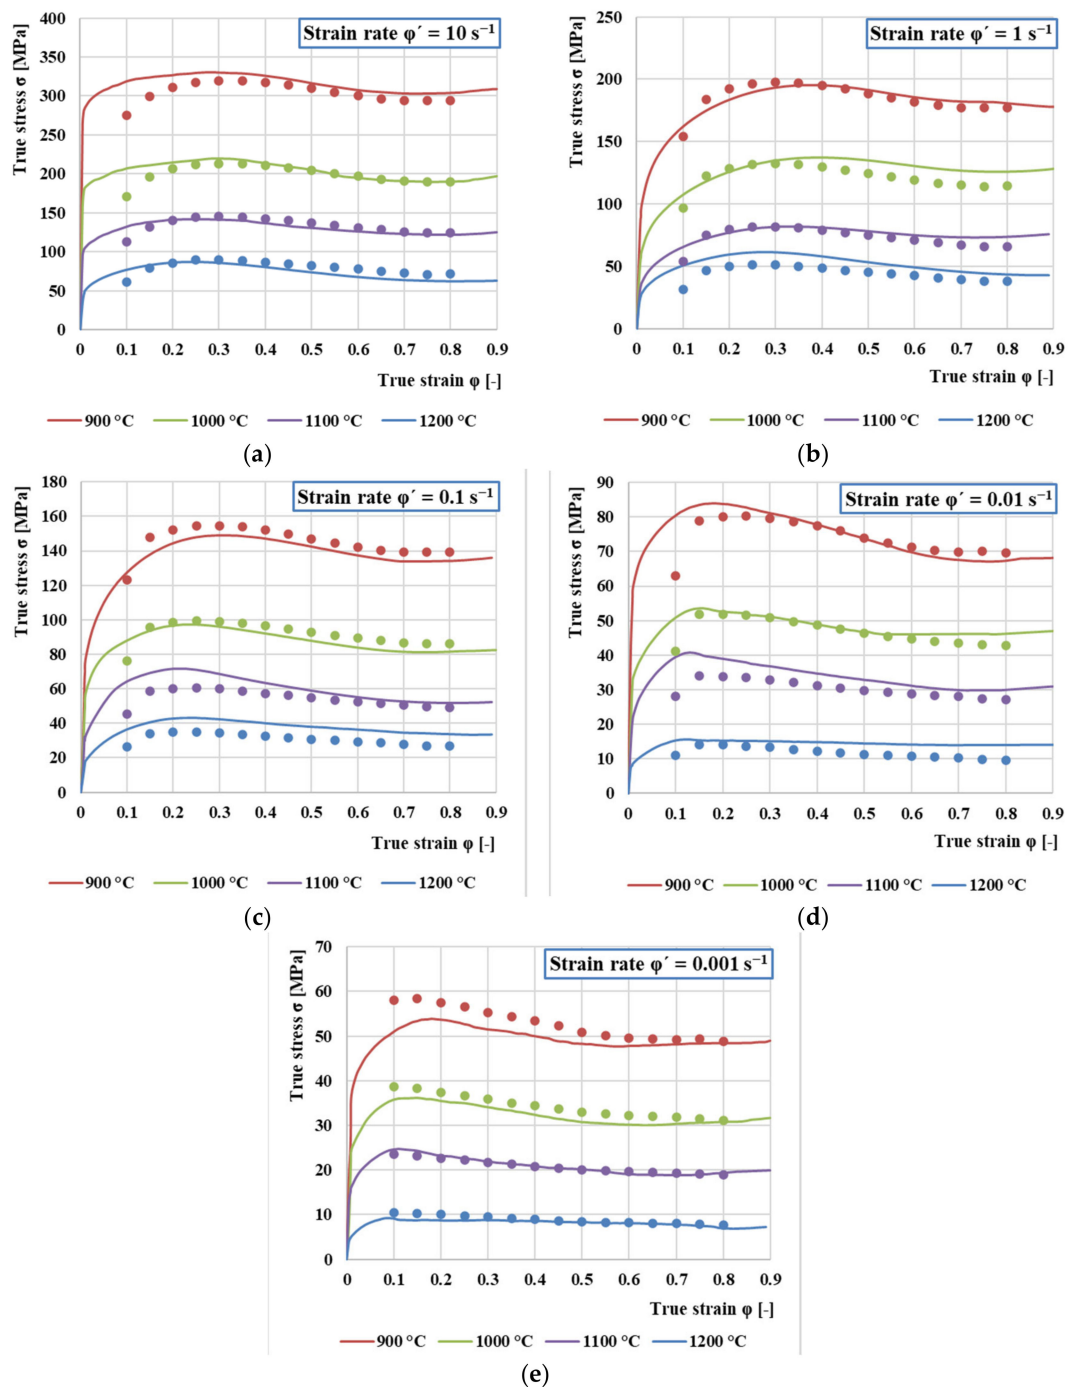 Strain rate φ´ = 10 s⁻¹
True stress σ [MPa]
400
350
300
250
200
150
100
50
0
0 0.1 0.2 0.3 0.4 0.5 0.6 0.7 0.8 0.9
True strain φ [-]
900 °C 1000 °C 1100 °C 1200 °C
(a)
Strain rate φ´ = 1 s⁻¹
True stress σ [MPa]
250
200
150
100
50
0
0 0.1 0.2 0.3 0.4 0.5 0.6 0.7 0.8 0.9
True strain φ [-]
900 °C 1000 °C 1100 °C 1200 °C
(b)
Strain rate φ´ = 0.1 s⁻¹
True stress σ [MPa]
180
160
140
120
100
80
60
40
20
0
0 0.1 0.2 0.3 0.4 0.5 0.6 0.7 0.8 0.9
True strain φ [-]
900 °C 1000 °C 1100 °C 1200 °C
(c)
Strain rate φ´ = 0.01 s⁻¹
True stress σ [MPa]
90
80
70
60
50
40
30
20
10
0
0 0.1 0.2 0.3 0.4 0.5 0.6 0.7 0.8 0.9
True strain φ [-]
900 °C 1000 °C 1100 °C 1200 °C
(d)
Strain rate φ´ = 0.001 s⁻¹
True stress σ [MPa]
70
60
50
40
30
20
10
0
0 0.1 0.2 0.3 0.4 0.5 0.6 0.7 0.8 0.9
True strain φ [-]
900 °C 1000 °C 1100 °C 1200 °C
(e)